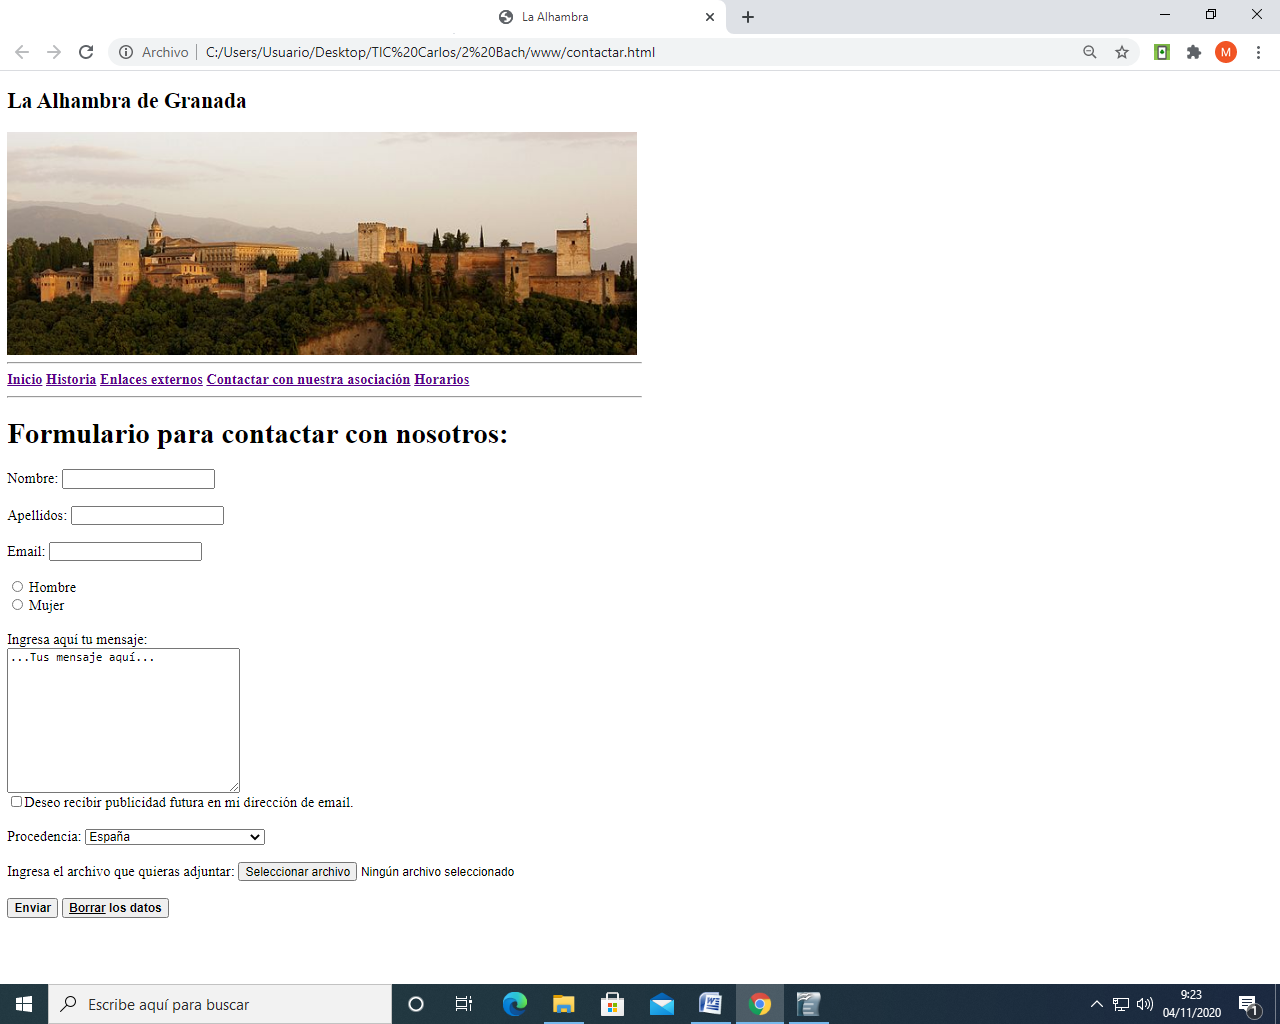 La Alhambra
Archivo C:/Users/Usuario/Desktop/TIC%20Carlos/2%20Bach/www/contactar.html
M
La Alhambra de Granada
Inicio Historia Enlaces externos Contactar con nuestra asociación Horarios
Formulario para contactar con nosotros:
Nombre:
Apellidos:
Email:
Hombre
Mujer
Ingresa aquí tu mensaje:
...Tus mensaje aquí...
Deseo recibir publicidad futura en mi dirección de email.
Procedencia: España
Ingresa el archivo que quieras adjuntar: Seleccionar archivo Ningún archivo seleccionado
Enviar Borrar los datos
Escribe aquí para buscar
9:23
04/11/2020
1